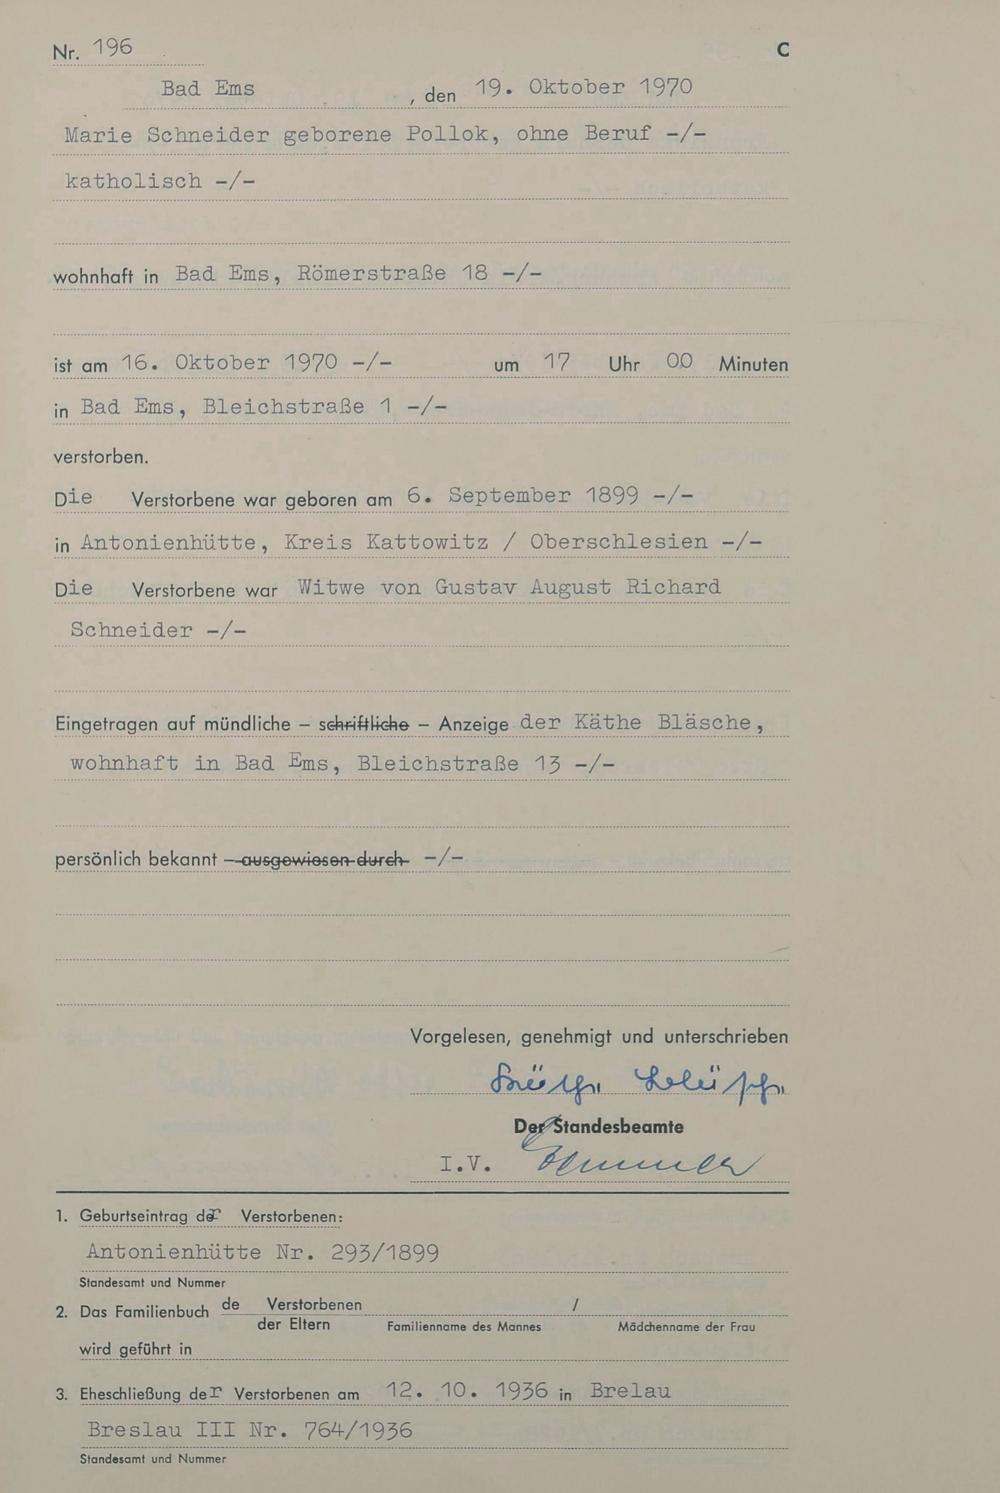 Nr. 196 C
Bad Ems , den 19. Oktober 1970
Marie Schneider geborene Pollok, ohne Beruf -/-
katholisch -/-
wohnhaft in Bad Ems, Römerstraße 18 -/-
ist am 16. Oktober 1970 -/- um 17 Uhr 00 Minuten
in Bad Ems, Bleichstraße 1 -/-
verstorben.
Die Verstorbene war geboren am 6. September 1899 -/-
in Antonienhütte, Kreis Kattowitz / Oberschlesien -/-
Die Verstorbene war Witwe von Gustav August Richard
Schneider -/-
Eingetragen auf mündliche – schriftliche – Anzeige der Käthe Bläsche,
wohnhaft in Bad Ems, Bleichstraße 13 -/-
persönlich bekannt – ausgewiesen durch -/-
Vorgelesen, genehmigt und unterschrieben
Käthe Bläsche
Der Standesbeamte
I.V.
1. Geburtseintrag der Verstorbenen:
Antonienhütte Nr. 293/1899
Standesamt und Nummer
2. Das Familienbuch de Verstorbenen /
der Eltern Familienname des Mannes Mädchenname der Frau
wird geführt in
3. Eheschließung der Verstorbenen am 12. 10. 1936 in Brelau
Breslau III Nr. 764/1936
Standesamt und Nummer